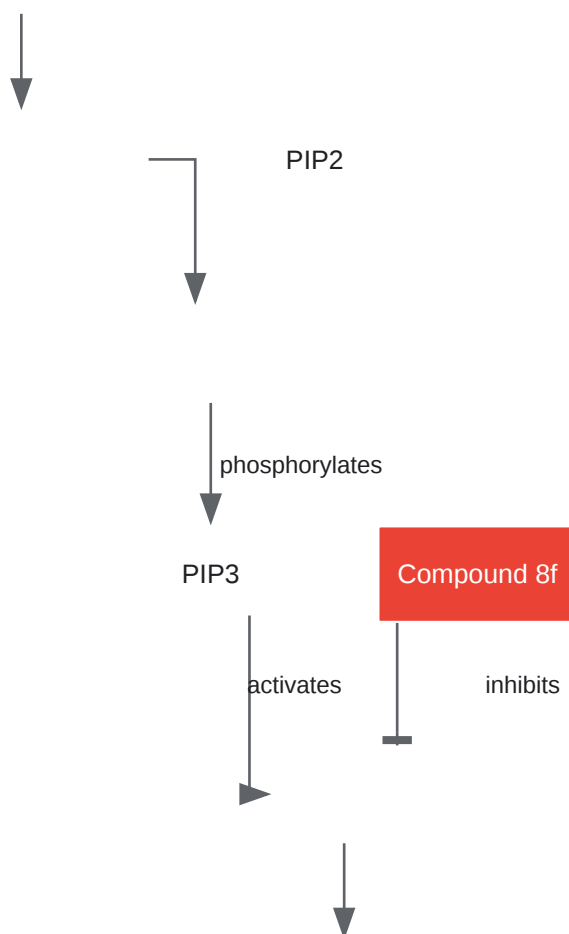 PIP2
phosphorylates
PIP3
Compound 8f
activates
inhibits